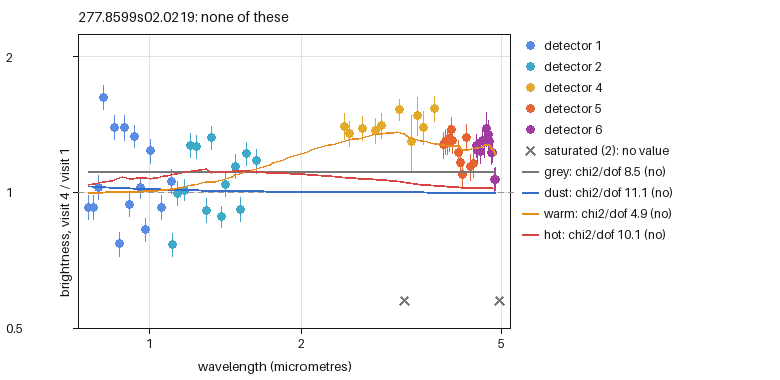 277.8599s02.0219: none of these
brightness, visit 4 / visit 1
2
1
0.5
1
2
5
wavelength (micrometres)
detector 1
detector 2
detector 4
detector 5
detector 6
saturated (2): no value
grey: chi2/dof 8.5 (no)
dust: chi2/dof 11.1 (no)
warm: chi2/dof 4.9 (no)
hot: chi2/dof 10.1 (no)